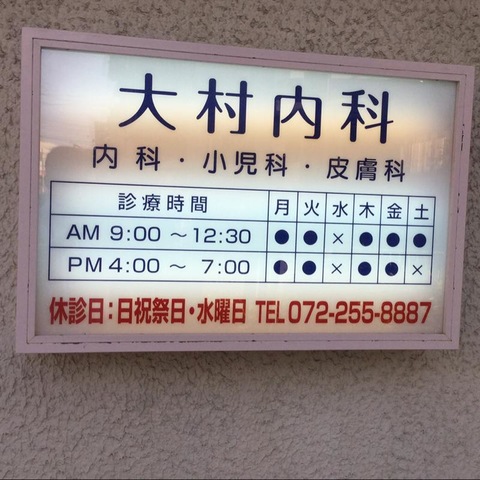 大村内科
内科・小児科・皮膚科
診療時間 月 火 水 木 金 土
AM 9:00 ～12:30 ● ● × ● ● ●
PM 4:00 ～ 7:00 ● ● × ● ● ×
休診日：日祝祭日・水曜日 TEL 072-255-8887